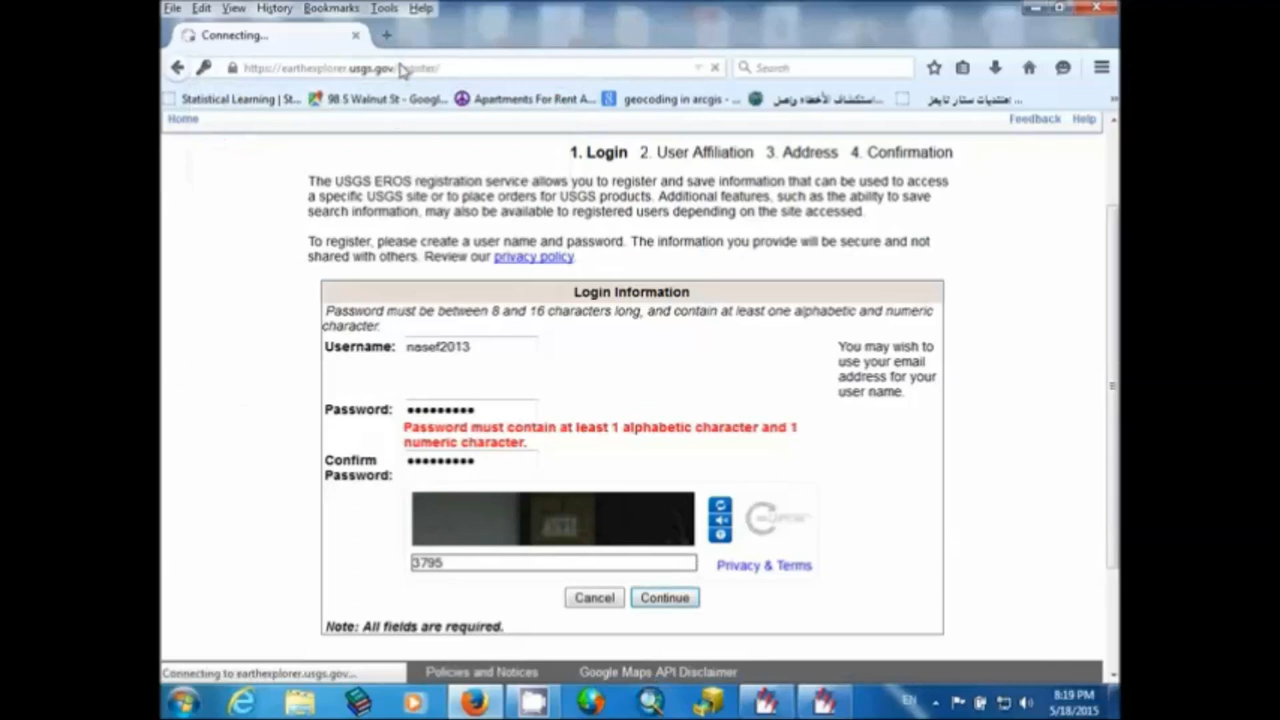 File Edit View History Bookmarks Tools Help
Connecting...
https://earthexplorer.usgs.gov/register/
Search
Statistical Learning | St... 98 S Walnut St - Googl... Apartments For Rent A... geocoding in arcgis - ... استكشاف الأخطاء وإصل... منتديات ستار تايمز ...
Home Feedback Help
1. Login 2. User Affiliation 3. Address 4. Confirmation
The USGS EROS registration service allows you to register and save information that can be used to access
a specific USGS site or to place orders for USGS products. Additional features, such as the ability to save
search information, may also be available to registered users depending on the site accessed.
To register, please create a user name and password. The information you provide will be secure and not
shared with others. Review our privacy policy.
Login Information
Password must be between 8 and 16 characters long, and contain at least one alphabetic and numeric
character.
Username: nasef2013
You may wish to
use your email
address for your
user name.
Password: •••••••••
Password must contain at least 1 alphabetic character and 1
numeric character.
Confirm
Password: •••••••••
3795
Privacy & Terms
Cancel Continue
Note: All fields are required.
Connecting to earthexplorer.usgs.gov... Policies and Notices Google Maps API Disclaimer
EN 8:19 PM
5/18/2015